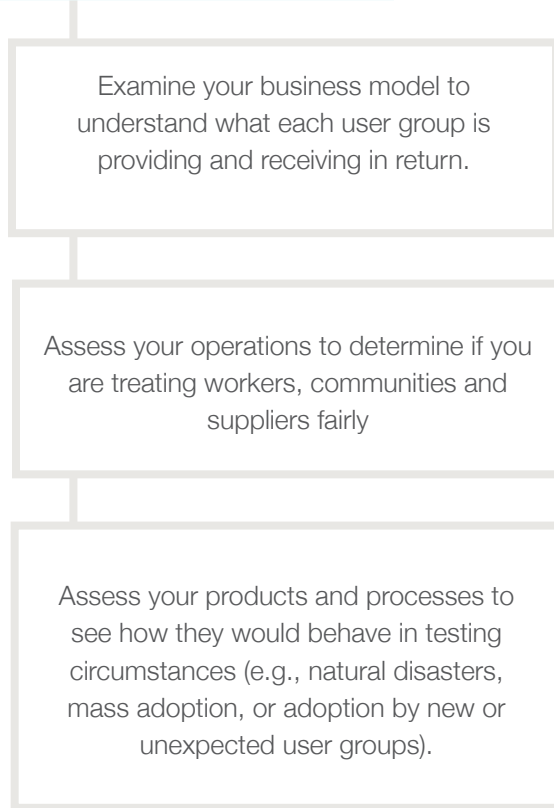 Examine your business model to
understand what each user group is
providing and receiving in return.
Assess your operations to determine if you
are treating workers, communities and
suppliers fairly
Assess your products and processes to
see how they would behave in testing
circumstances (e.g., natural disasters,
mass adoption, or adoption by new or
unexpected user groups).